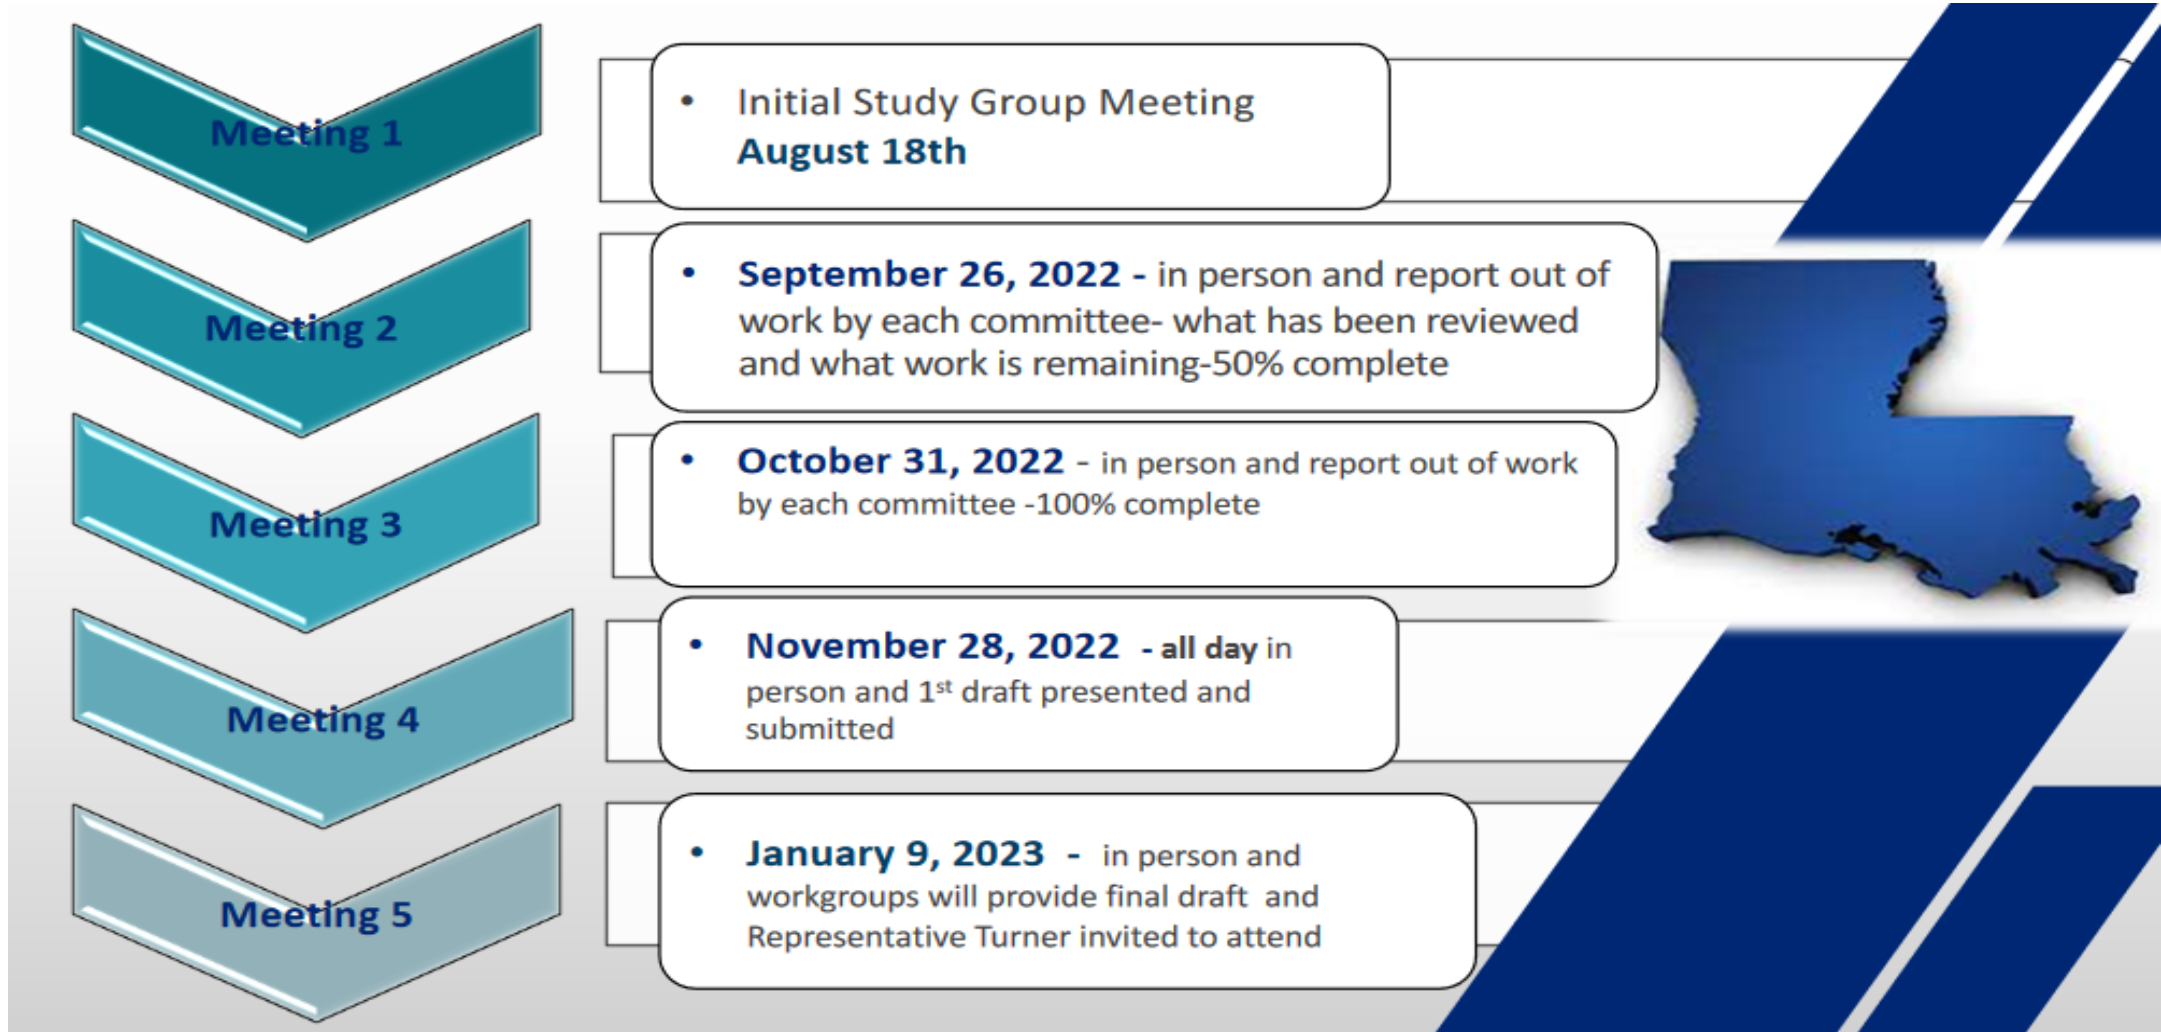 Meeting 1
• Initial Study Group Meeting
August 18th
Meeting 2
• September 26, 2022 - in person and report out of
work by each committee- what has been reviewed
and what work is remaining-50% complete
Meeting 3
• October 31, 2022 - in person and report out of work
by each committee -100% complete
Meeting 4
• November 28, 2022 - all day in
person and 1st draft presented and
submitted
Meeting 5
• January 9, 2023 - in person and
workgroups will provide final draft and
Representative Turner invited to attend